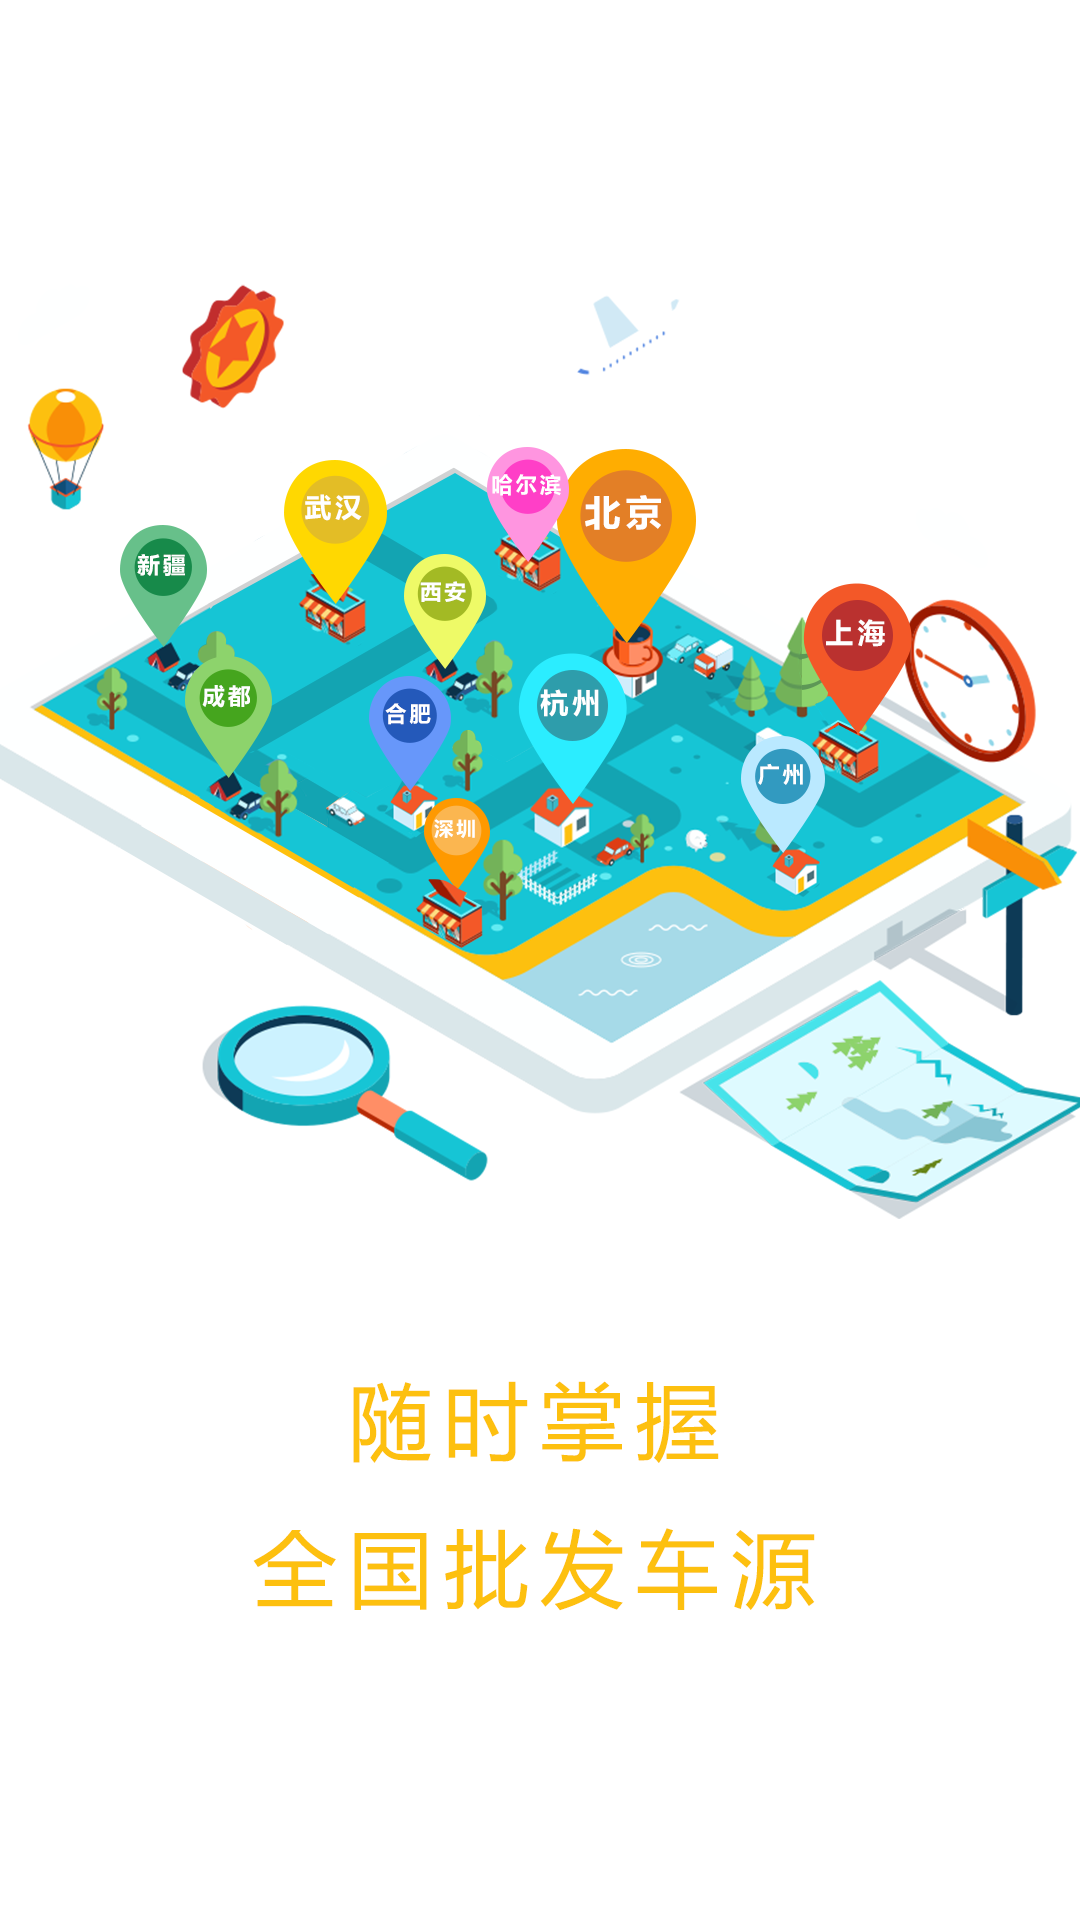 哈尔滨
武汉
北京
新疆
西安
上海
成都
杭州
合肥
广州
深圳
随时掌握
全国批发车源